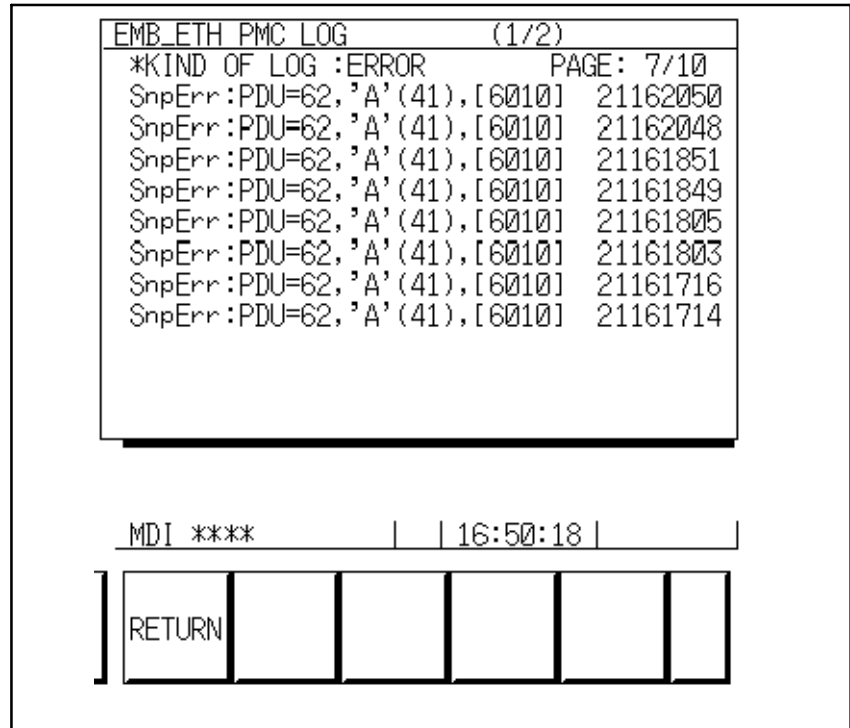 EMB_ETH PMC LOG (1/2)
*KIND OF LOG :ERROR PAGE: 7/10
SnpErr:PDU=62,'A'(41),[6010] 21162050
SnpErr:PDU=62,'A'(41),[6010] 21162048
SnpErr:PDU=62,'A'(41),[6010] 21161851
SnpErr:PDU=62,'A'(41),[6010] 21161849
SnpErr:PDU=62,'A'(41),[6010] 21161805
SnpErr:PDU=62,'A'(41),[6010] 21161803
SnpErr:PDU=62,'A'(41),[6010] 21161716
SnpErr:PDU=62,'A'(41),[6010] 21161714
MDI **** | | 16:50:18 | |
RETURN